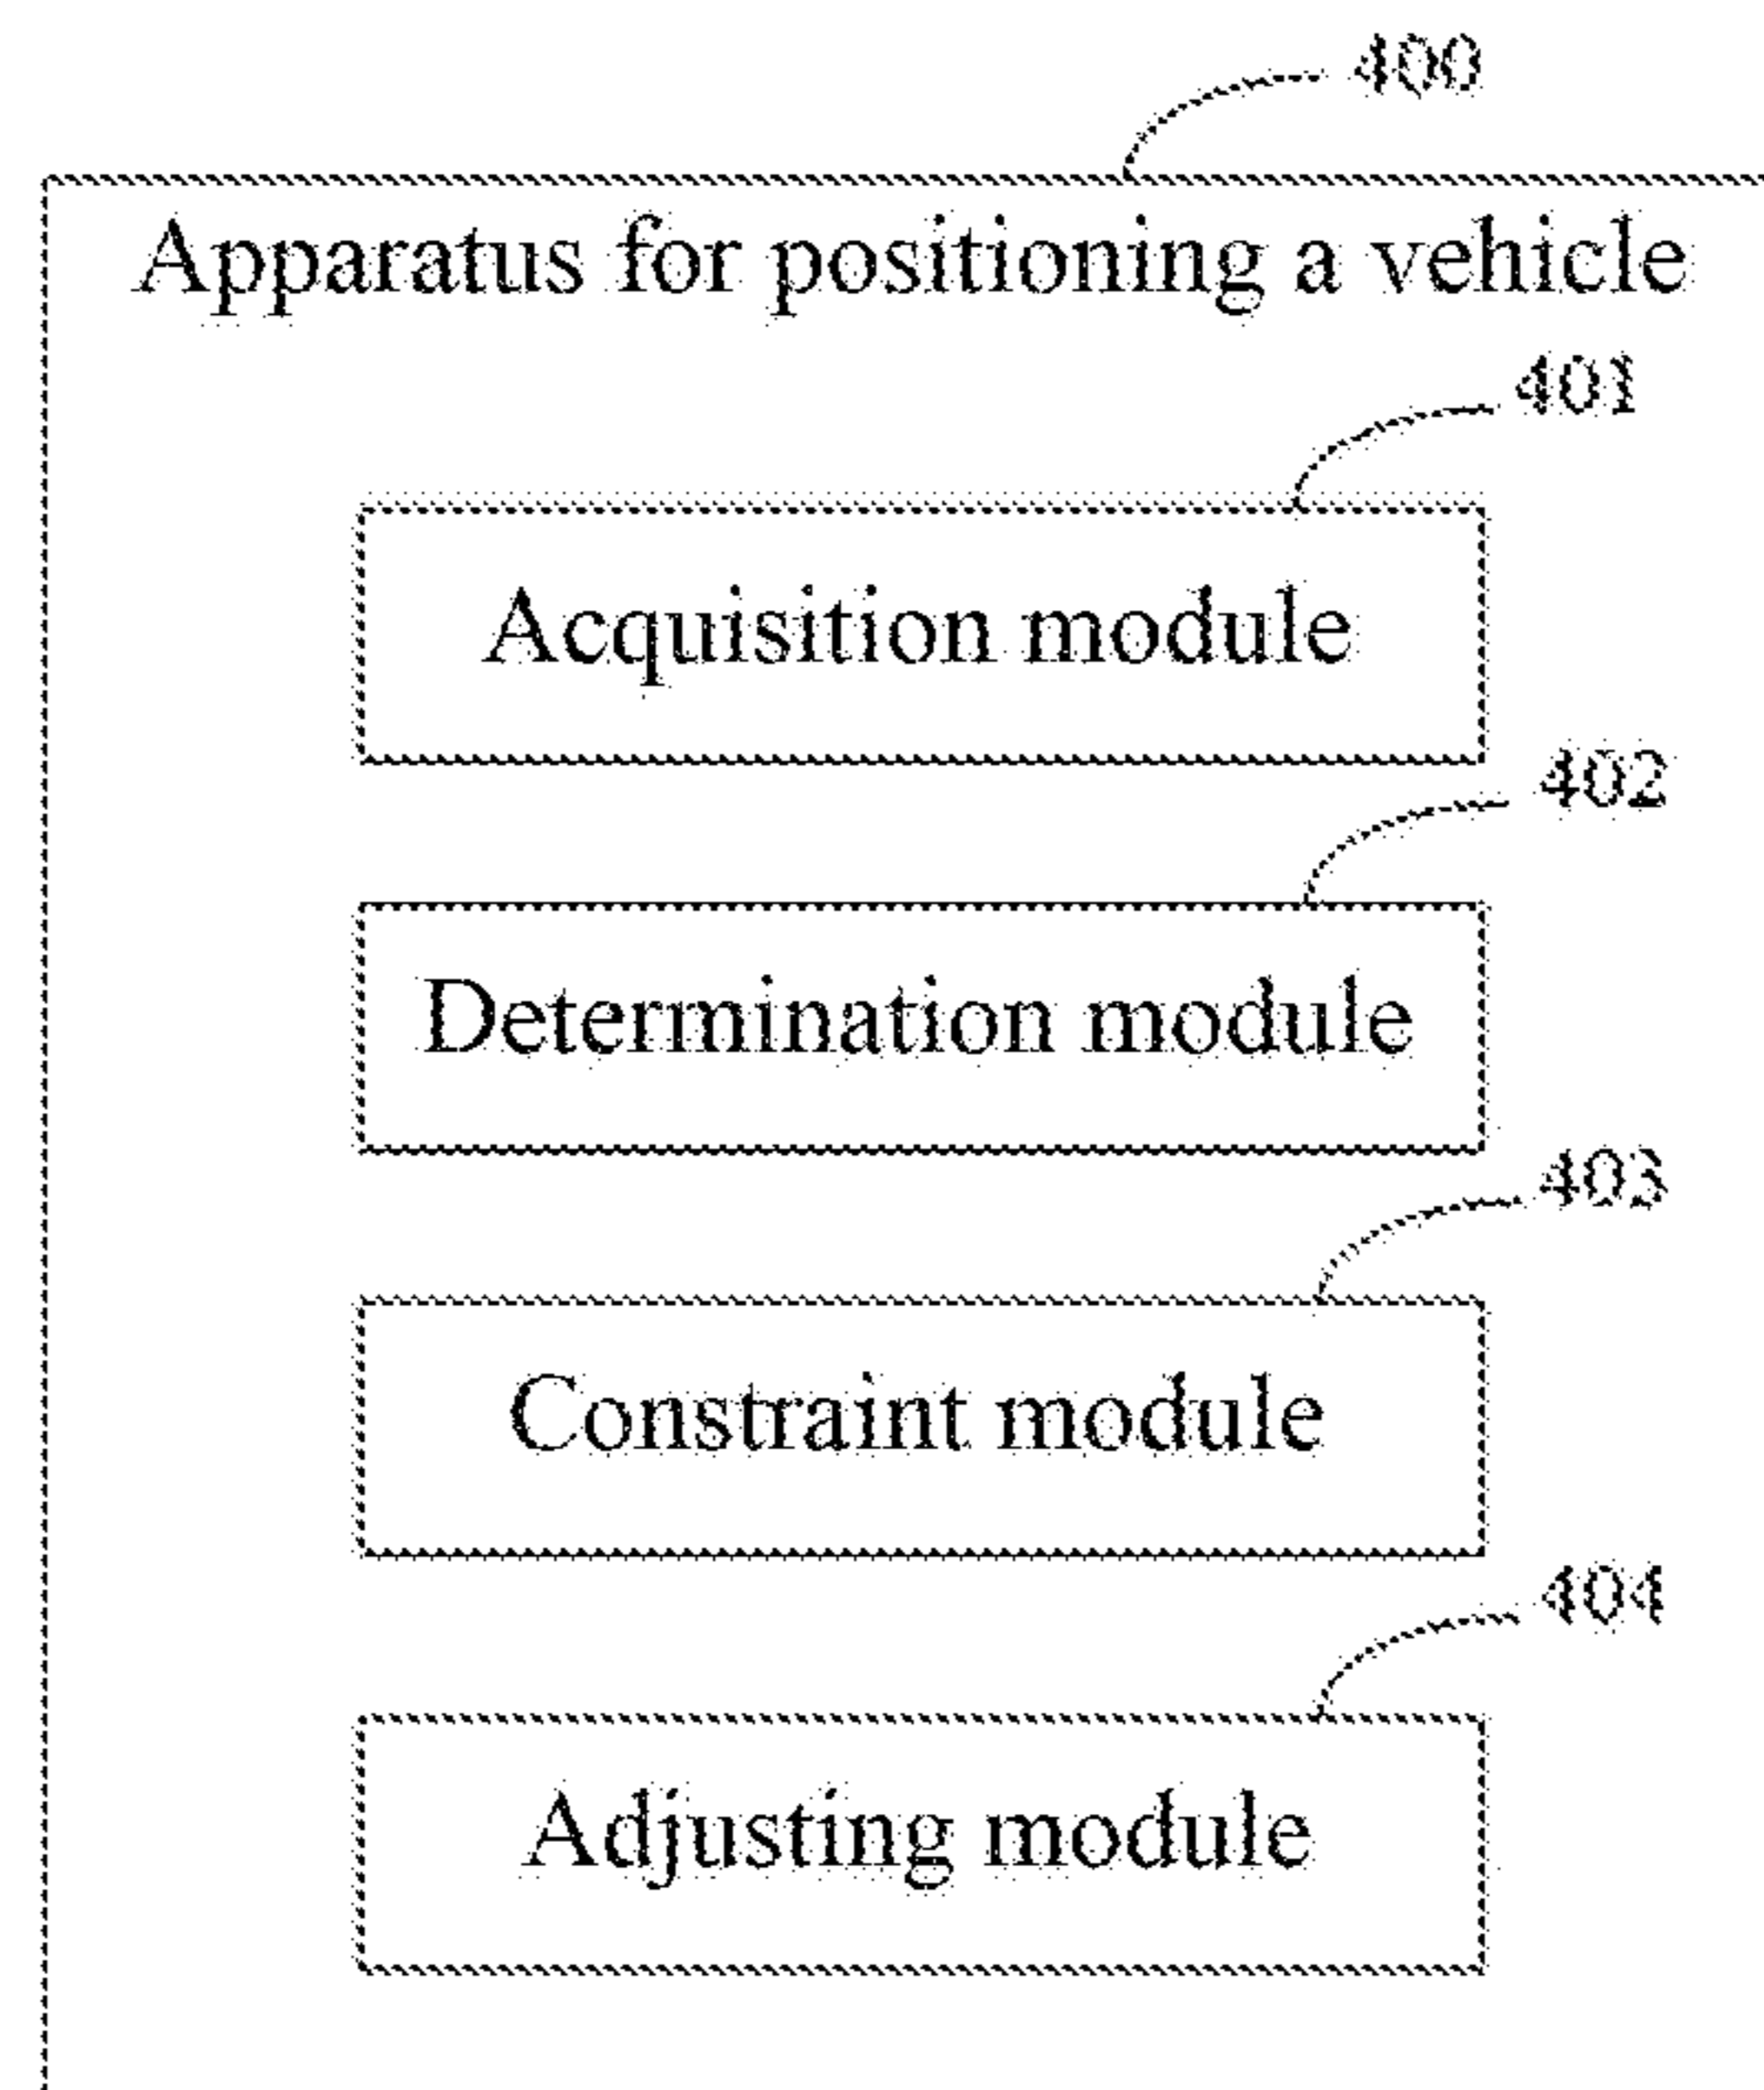 400
Apparatus for positioning a vehicle
401
Acquisition module
402
Determination module
403
Constraint module
404
Adjusting module